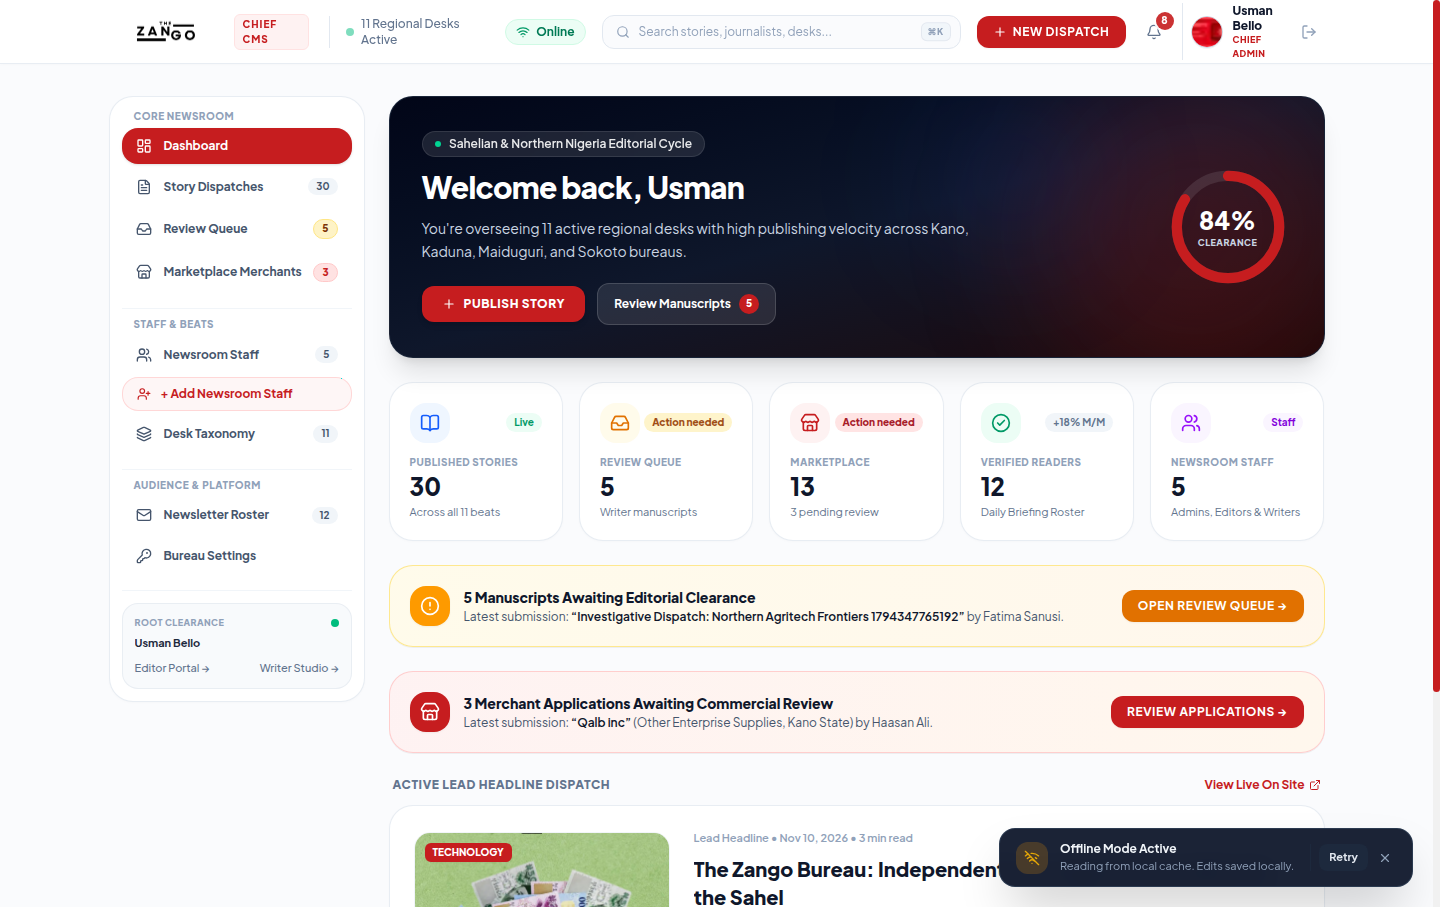 THE
ZANGO
CHIEF
CMS
11 Regional Desks
Active
Online
Search stories, journalists, desks...
⌘K
+ NEW DISPATCH
8
Usman
Bello
CHIEF
ADMIN
CORE NEWSROOM
Dashboard
Story Dispatches 30
Review Queue 5
Marketplace Merchants 3
STAFF & BEATS
Newsroom Staff 5
+ Add Newsroom Staff
Desk Taxonomy 11
AUDIENCE & PLATFORM
Newsletter Roster 12
Bureau Settings
ROOT CLEARANCE
Usman Bello
Editor Portal → Writer Studio →
Sahelian & Northern Nigeria Editorial Cycle
Welcome back, Usman
You're overseeing 11 active regional desks with high publishing velocity across Kano,
Kaduna, Maiduguri, and Sokoto bureaus.
+ PUBLISH STORY
Review Manuscripts 5
84%
CLEARANCE
Live
PUBLISHED STORIES
30
Across all 11 beats
Action needed
REVIEW QUEUE
5
Writer manuscripts
Action needed
MARKETPLACE
13
3 pending review
+18% M/M
VERIFIED READERS
12
Daily Briefing Roster
Staff
NEWSROOM STAFF
5
Admins, Editors & Writers
5 Manuscripts Awaiting Editorial Clearance
Latest submission: “Investigative Dispatch: Northern Agritech Frontiers 1794347765192” by Fatima Sanusi.
OPEN REVIEW QUEUE →
3 Merchant Applications Awaiting Commercial Review
Latest submission: “Qalb inc” (Other Enterprise Supplies, Kano State) by Haasan Ali.
REVIEW APPLICATIONS →
ACTIVE LEAD HEADLINE DISPATCH
View Live On Site
TECHNOLOGY
Lead Headline • Nov 10, 2026 • 3 min read
The Zango Bureau: Independent
the Sahel
Offline Mode Active
Reading from local cache. Edits saved locally.
Retry